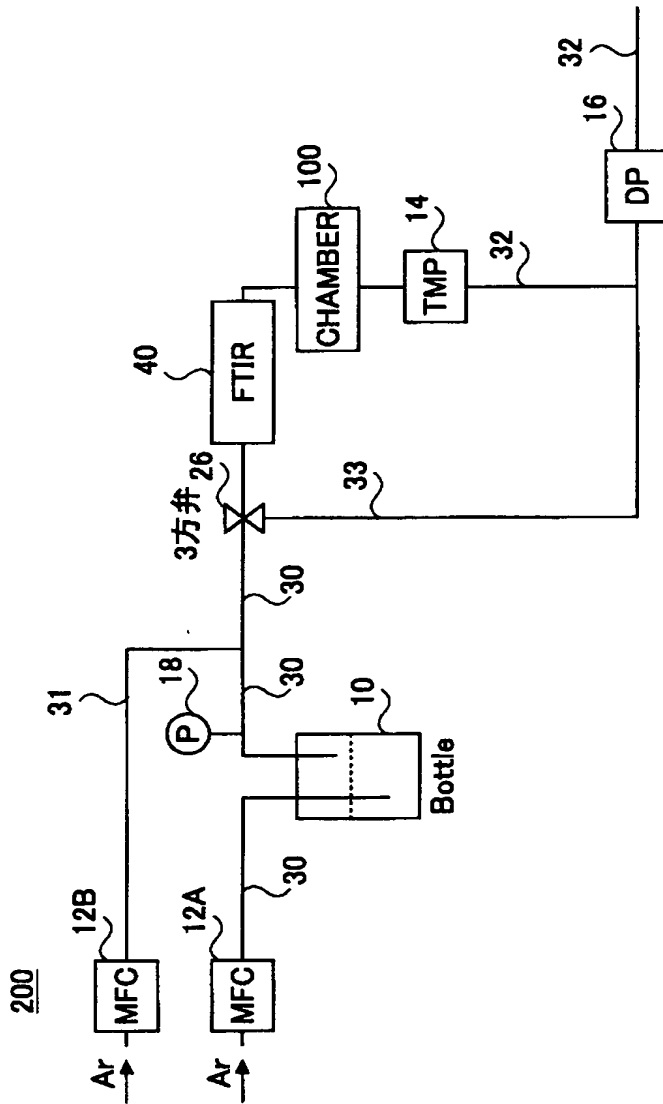 200
Ar
MFC
12B
31
18
P
Ar
MFC
12A
30
30
30
10
Bottle
3方弁
26
33
40
FTIR
100
CHAMBER
14
TMP
32
16
DP
32